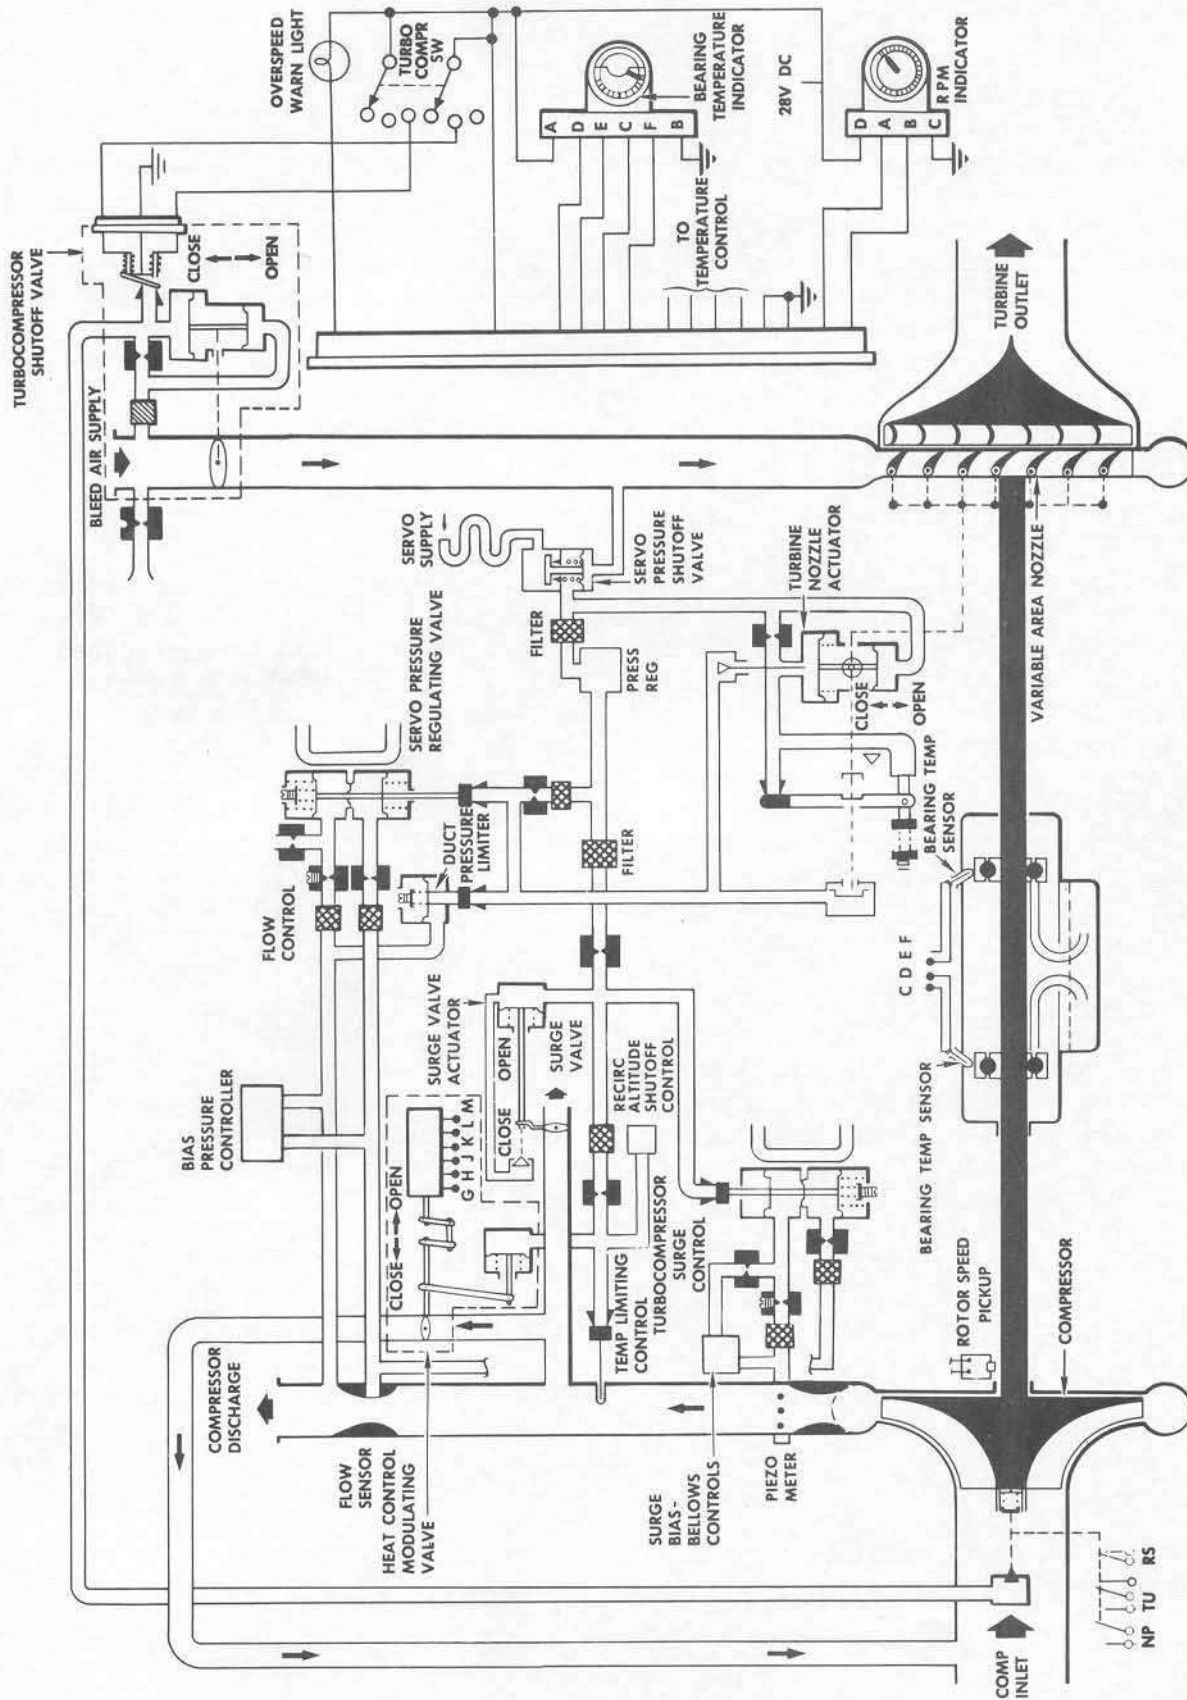 OVERSPEED
WARN LIGHT
TURBO
COMPR
SW
BEARING
TEMPERATURE
INDICATOR
A
D
E
C
F
B
28V DC
D
A
B
C
RPM
INDICATOR
TURBOCOMPRESSOR
SHUTOFF VALVE
CLOSE
OPEN
TO
TEMPERATURE
CONTROL
BLEED AIR SUPPLY
TURBINE
OUTLET
SERVO
SUPPLY
SERVO
PRESSURE
SHUTOFF
VALVE
TURBINE
NOZZLE
ACTUATOR
VARIABLE AREA NOZZLE
SERVO PRESSURE
REGULATING VALVE
FILTER
PRESS
REG
CLOSE
OPEN
FLOW
CONTROL
DUCT
PRESSURE
LIMITER
FILTER
BEARING TEMP
SENSOR
C D E F
BIAS
PRESSURE
CONTROLLER
SURGE VALVE
ACTUATOR
OPEN
CLOSE
SURGE
VALVE
RECIRC
ALTITUDE
SHUTOFF
CONTROL
CLOSE
OPEN
G H J K L M
BEARING TEMP SENSOR
COMPRESSOR
DISCHARGE
FLOW
SENSOR
HEAT CONTROL
MODULATING
VALVE
TEMP LIMITING
CONTROL
TURBOCOMPRESSOR
SURGE
CONTROL
ROTOR SPEED
PICKUP
COMPRESSOR
SURGE
BIAS-
BELLOWS
CONTROLS
PIEZO
METER
COMP
INLET
NP TU RS